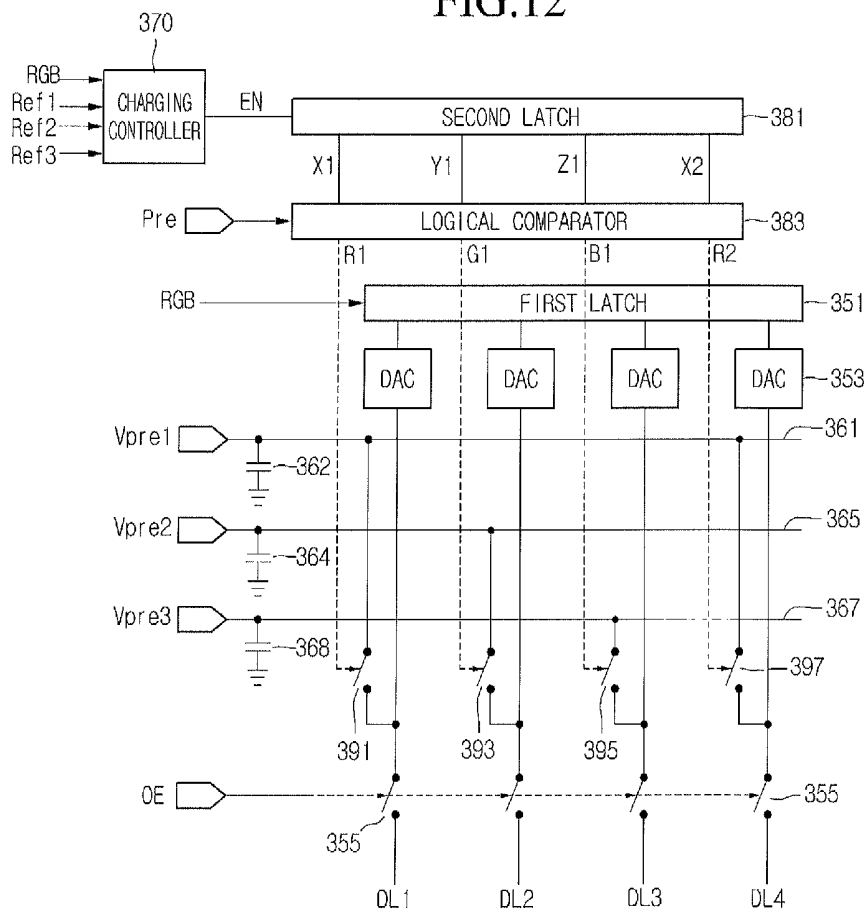 FIG.12
370
RGB
Ref1
Ref2
Ref3
CHARGING
CONTROLLER
EN
SECOND LATCH
381
X1 Y1 Z1 X2
Pre
LOGICAL COMPARATOR
383
R1 G1 B1 R2
RGB
FIRST LATCH
351
DAC DAC DAC DAC
353
Vpre1
361
362
Vpre2
365
364
Vpre3
367
368
397
391 393 395
OE
355
355
DL1 DL2 DL3 DL4